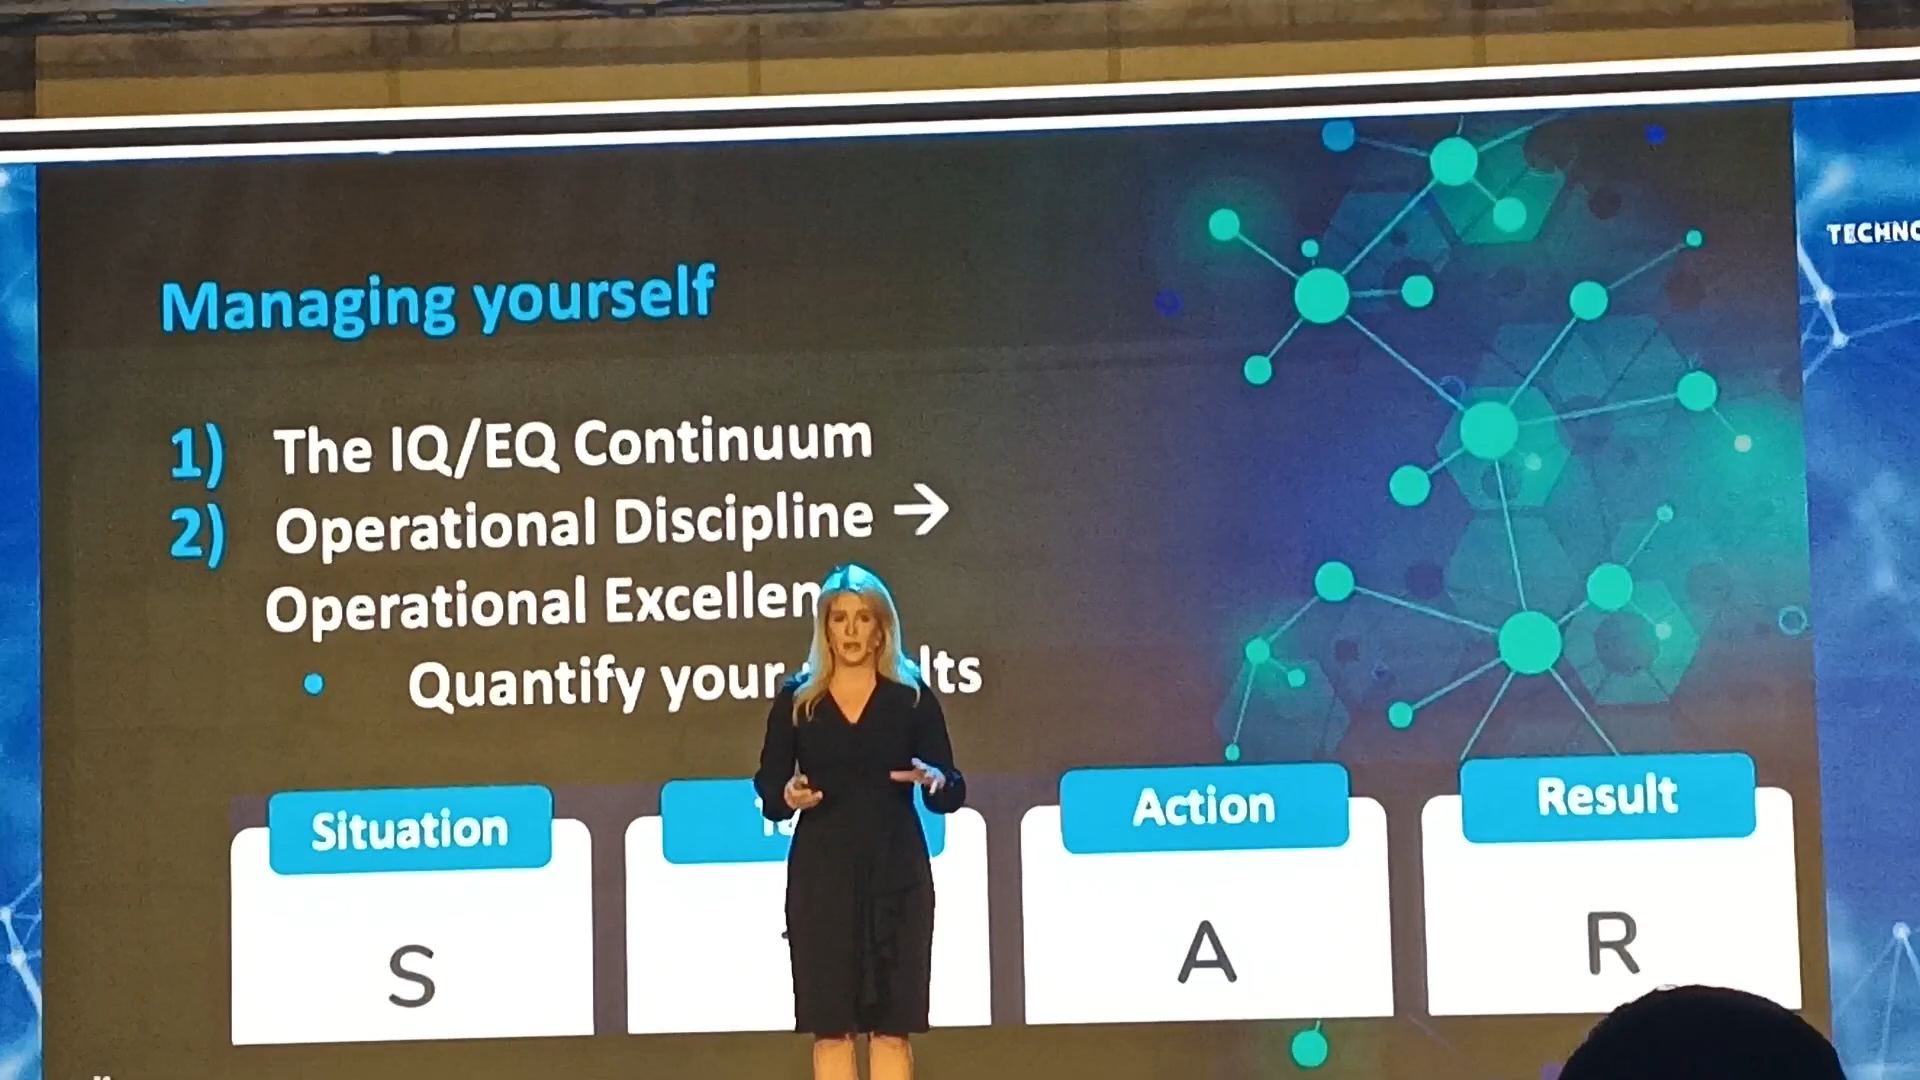 TECHNO
Managing yourself
1) The IQ/EQ Continuum
2) Operational Discipline →
Operational Excellen
• Quantify your lts
Situation
Ta
Action
Result
S
A
R